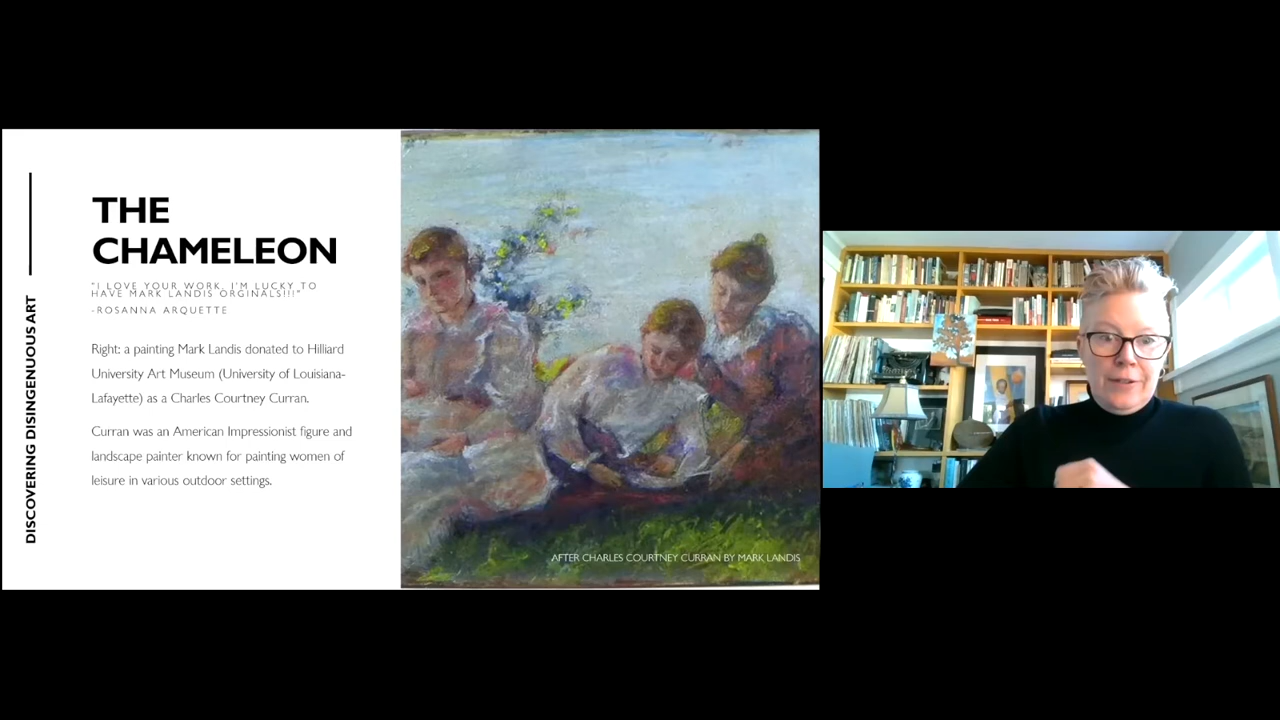 DISCOVERING DISINGENUOUS ART
THE
CHAMELEON
"I LOVE YOUR WORK, I'M LUCKY TO
HAVE MARK LANDIS ORGINALS!!!"
-ROSANNA ARQUETTE
Right: a painting Mark Landis donated to Hilliard
University Art Museum (University of Louisiana-
Lafayette) as a Charles Courtney Curran.
Curran was an American Impressionist figure and
landscape painter known for painting women of
leisure in various outdoor settings.
AFTER CHARLES COURTNEY CURRAN BY MARK LANDIS